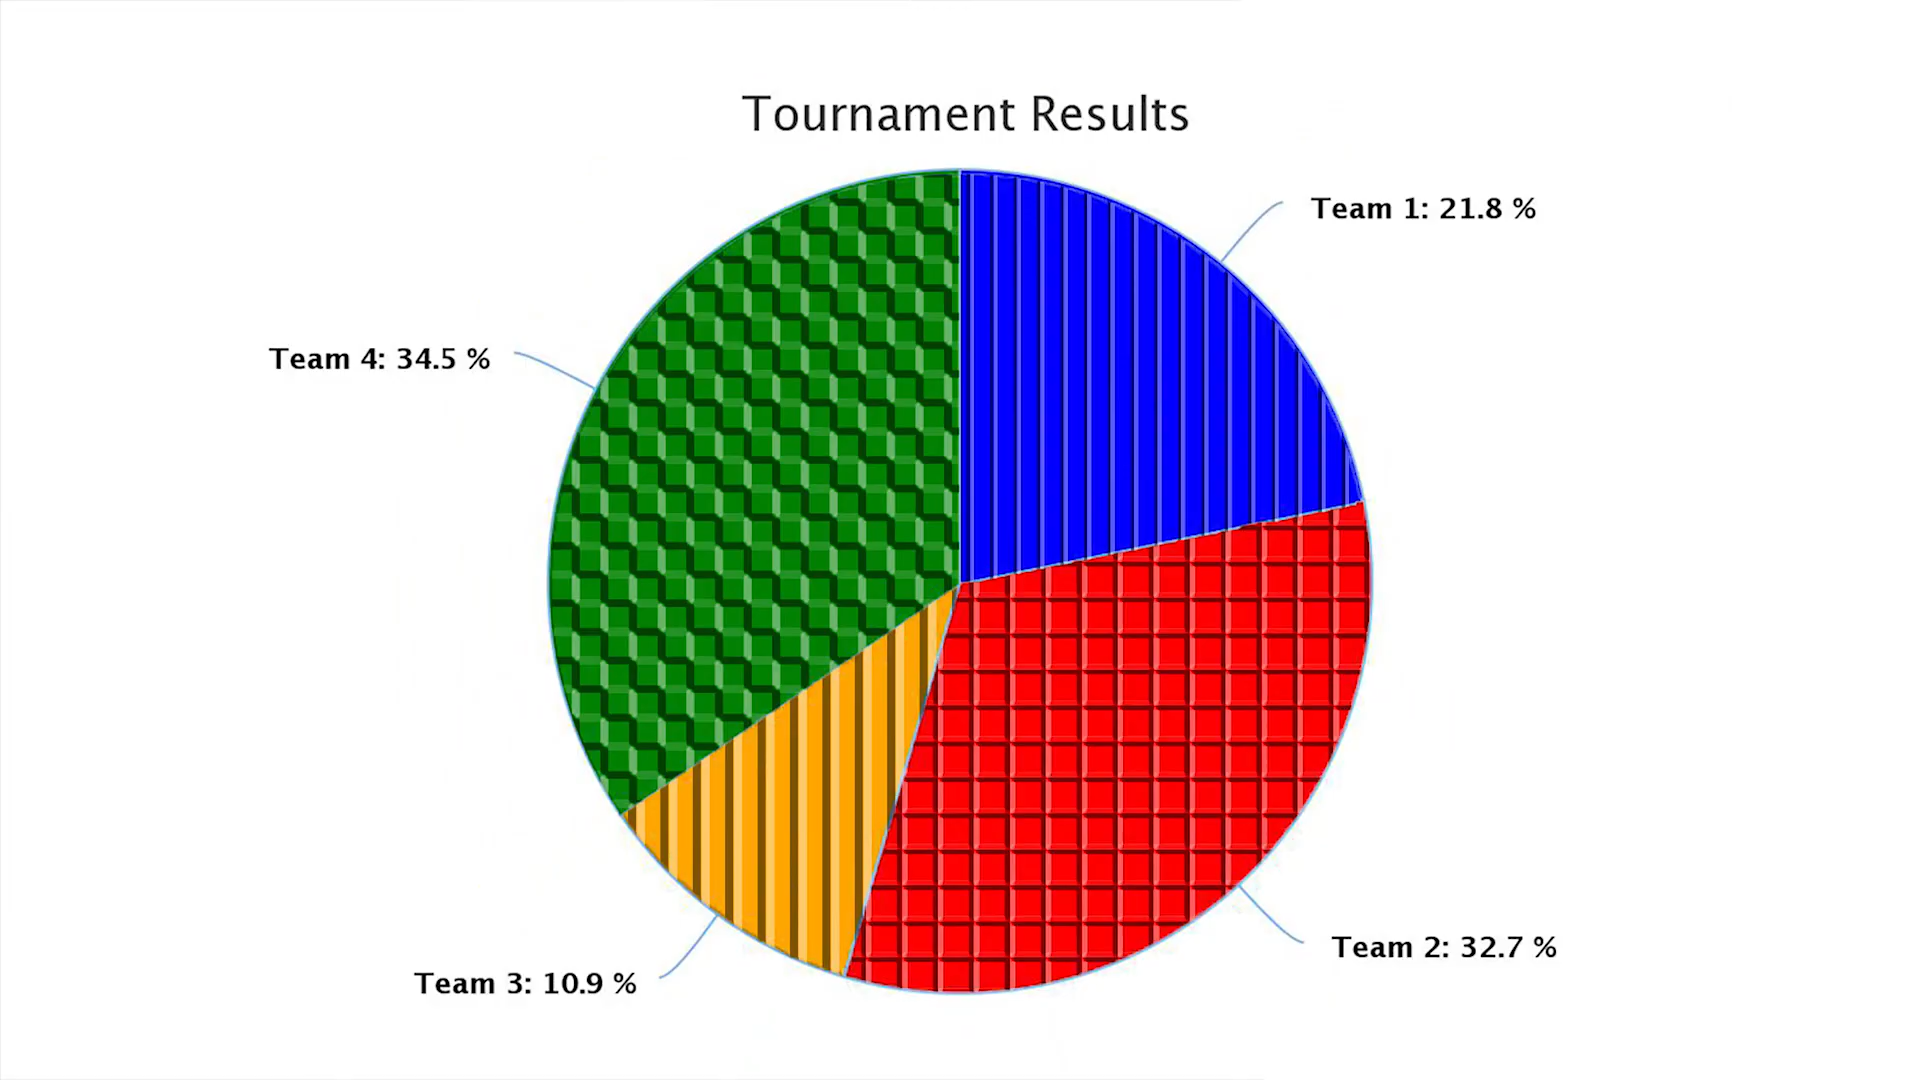 Tournament Results
Team 1: 21.8 %
Team 4: 34.5 %
Team 2: 32.7 %
Team 3: 10.9 %